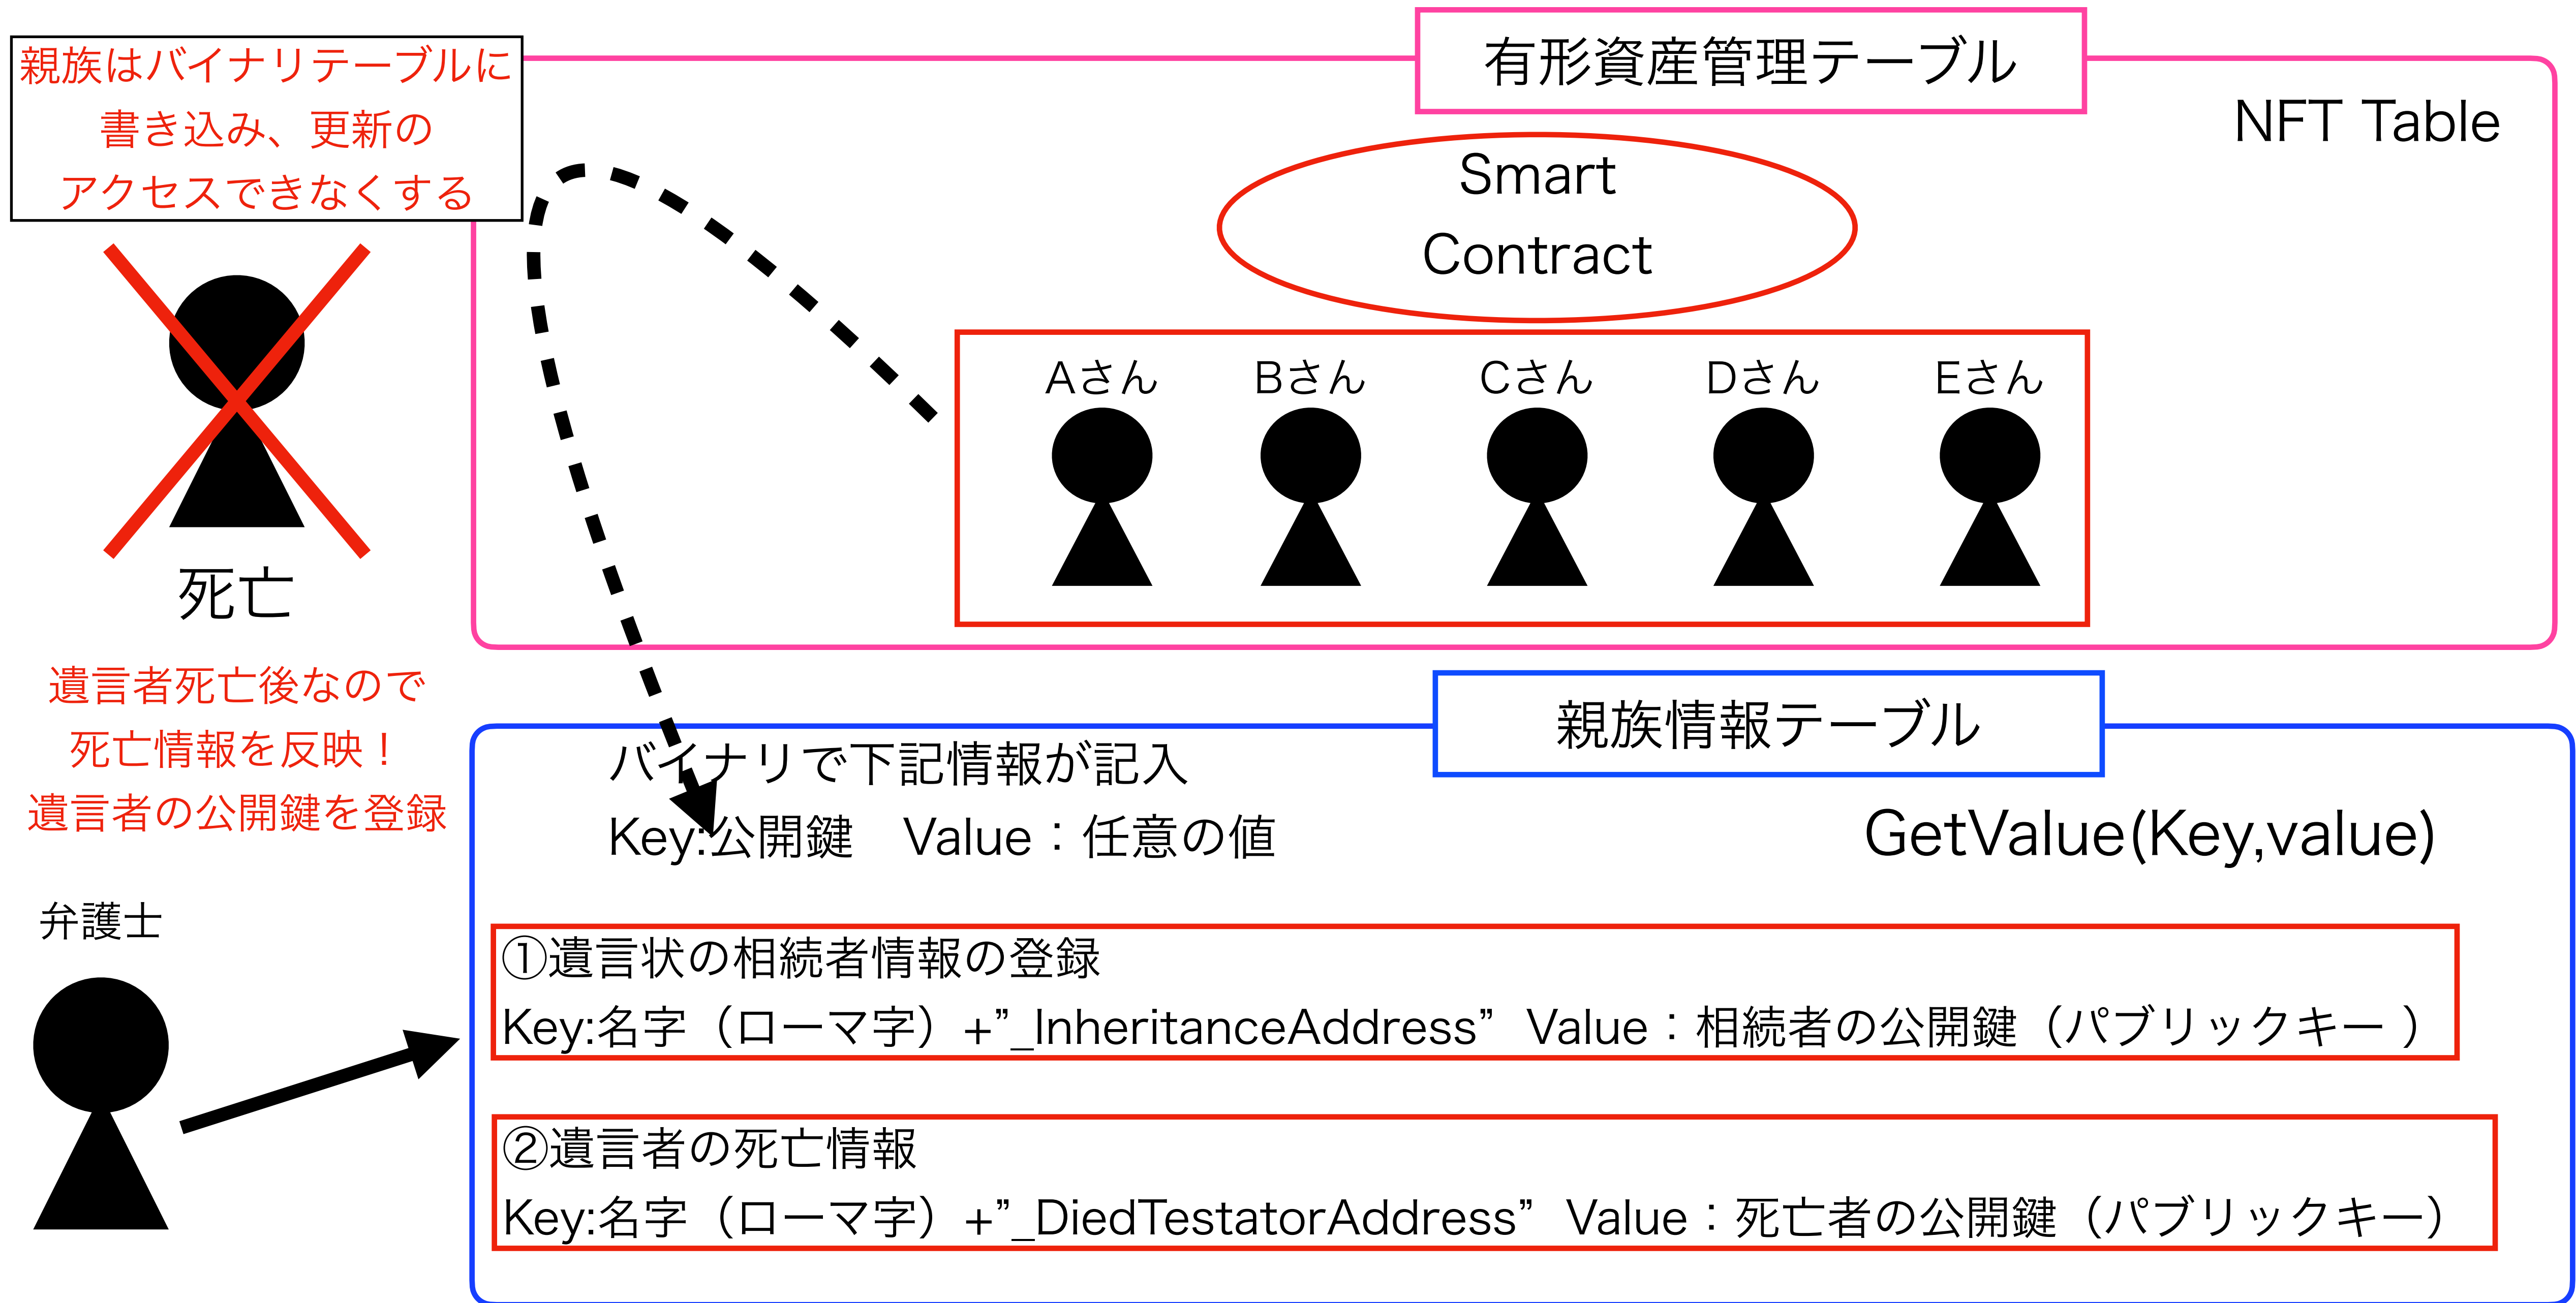 親族はバイナリテーブルに
書き込み、更新の
アクセスできなくする
有形資産管理テーブル
NFT Table
Smart
Contract
Aさん
Bさん
Cさん
Dさん
Eさん
死亡
遺言者死亡後なので
死亡情報を反映！
遺言者の公開鍵を登録
親族情報テーブル
バイナリで下記情報が記入
Key:公開鍵　Value：任意の値
GetValue(Key,value)
弁護士
①遺言状の相続者情報の登録
Key:名字（ローマ字）+”_InheritanceAddress”  Value：相続者の公開鍵（パブリックキー ）
②遺言者の死亡情報
Key:名字（ローマ字）+”_DiedTestatorAddress”  Value：死亡者の公開鍵（パブリックキー）